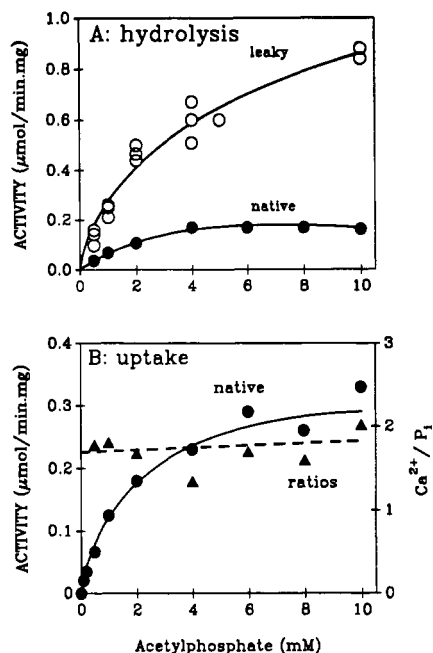 A: hydrolysis
leaky
native
ACTIVITY (μmol/min.mg)
1.0
0.8
0.6
0.4
0.2
0.0
0 2 4 6 8 10
B: uptake
native
ratios
ACTIVITY (μmol/min.mg)
0.4
0.3
0.2
0.1
0
3
2
1
0
Ca²⁺/Pᵢ
0 2 4 6 8 10
Acetylphosphate (mM)